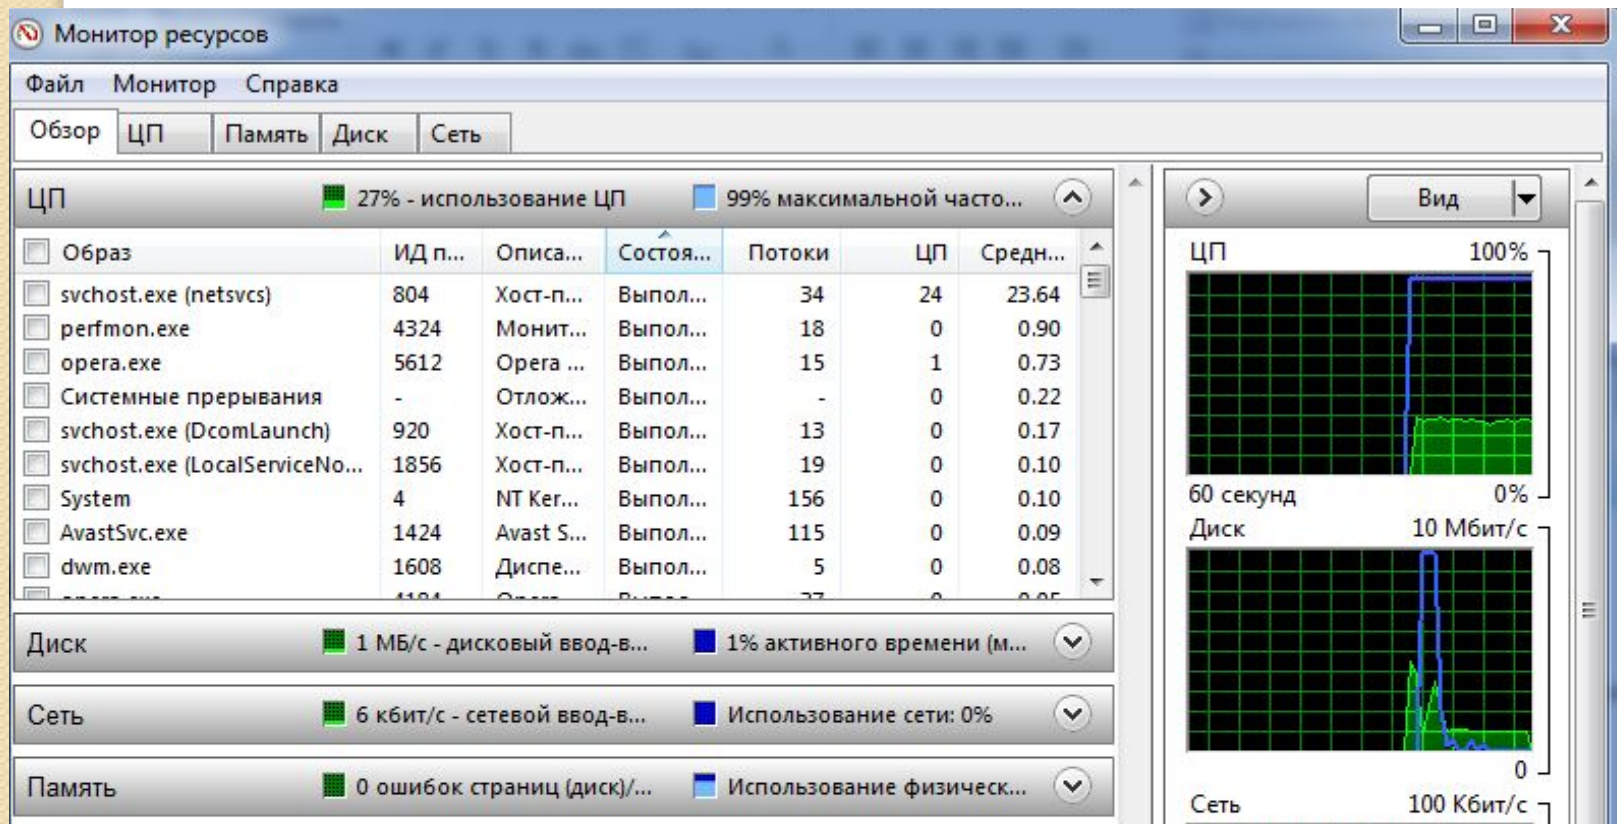 Монитор ресурсов
Файл Монитор Справка
Обзор ЦП Память Диск Сеть
ЦП 27% - использование ЦП 99% максимальной часто...
Образ ИД п... Описа... Состоя... Потоки ЦП Средн...
svchost.exe (netsvcs) 804 Хост-п... Выпол... 34 24 23.64
perfmon.exe 4324 Монит... Выпол... 18 0 0.90
opera.exe 5612 Opera ... Выпол... 15 1 0.73
Системные прерывания - Отлож... Выпол... - 0 0.22
svchost.exe (DcomLaunch) 920 Хост-п... Выпол... 13 0 0.17
svchost.exe (LocalServiceNo... 1856 Хост-п... Выпол... 19 0 0.10
System 4 NT Ker... Выпол... 156 0 0.10
AvastSvc.exe 1424 Avast S... Выпол... 115 0 0.09
dwm.exe 1608 Диспе... Выпол... 5 0 0.08
Диск 1 МБ/с - дисковый ввод-в... 1% активного времени (м...
Сеть 6 кбит/с - сетевой ввод-в... Использование сети: 0%
Память 0 ошибок страниц (диск)/... Использование физическ...
Вид
ЦП 100%
60 секунд 0%
Диск 10 Мбит/с
0
Сеть 100 Кбит/с